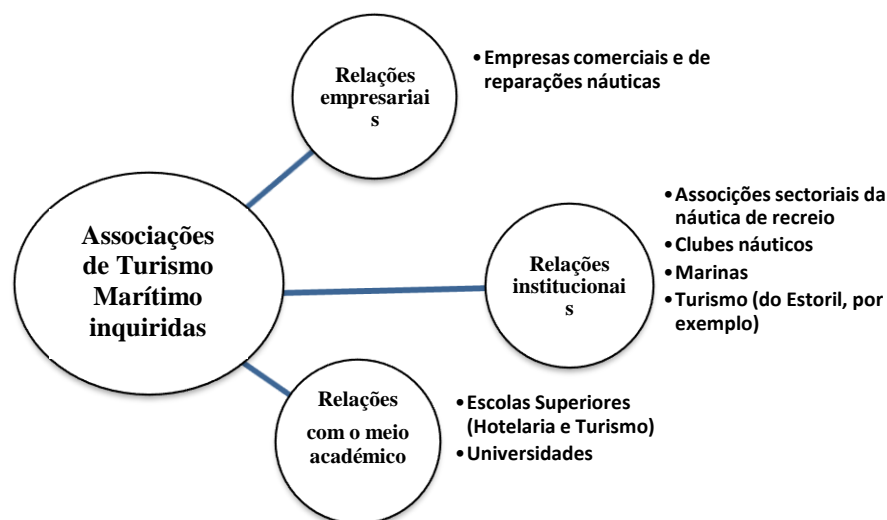 Relações
empresariai
s
•Empresas comerciais e de
reparações náuticas
Associações
de Turismo
Marítimo
inquiridas
Relações
institucionai
s
•Associções sectoriais da
náutica de recreio
•Clubes náuticos
•Marinas
•Turismo (do Estoril, por
exemplo)
Relações
com o meio
académico
•Escolas Superiores
(Hotelaria e Turismo)
•Universidades